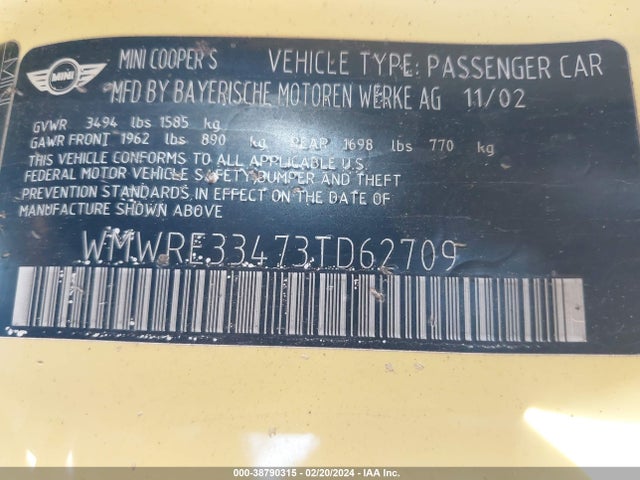 MINI
MINI COOPER S VEHICLE TYPE: PASSENGER CAR
MFD BY BAYERISCHE MOTOREN WERKE AG 11/02
GVWR 3494 lbs 1585 kg
GAWR FRONT 1962 lbs 890 kg REAR 1698 lbs 770 kg
THIS VEHICLE CONFORMS TO ALL APPLICABLE U.S.
FEDERAL MOTOR VEHICLE SAFETY, BUMPER AND THEFT
PREVENTION STANDARDS IN EFFECT ON THE DATE OF
MANUFACTURE SHOWN ABOVE
WMWRE33473TD62709
000-38790315 - 02/20/2024 - IAA Inc.